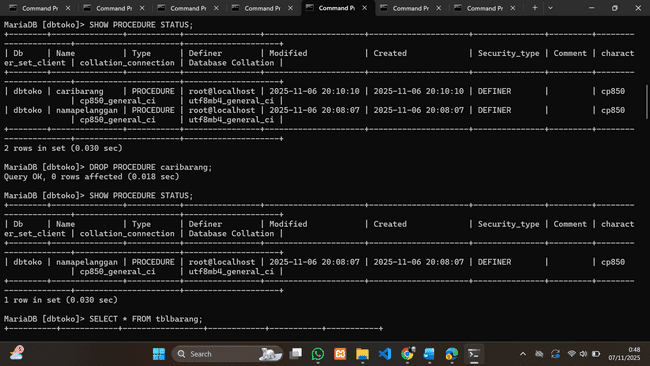 Command Pr
Command Pr
Command Pr
Command Pr
Command Pr
Command Pr
Command Pr
MariaDB [dbtoko]> SHOW PROCEDURE STATUS;
| Db | Name | Type | Definer | Modified | Created | Security_type | Comment | charact
er_set_client | collation_connection | Database Collation |
| dbtoko | caribarang | PROCEDURE | root@localhost | 2025-11-06 20:10:10 | 2025-11-06 20:10:10 | DEFINER | | cp850
| cp850_general_ci | utf8mb4_general_ci |
| dbtoko | namapelanggan | PROCEDURE | root@localhost | 2025-11-06 20:08:07 | 2025-11-06 20:08:07 | DEFINER | | cp850
| cp850_general_ci | utf8mb4_general_ci |
2 rows in set (0.030 sec)
MariaDB [dbtoko]> DROP PROCEDURE caribarang;
Query OK, 0 rows affected (0.018 sec)
MariaDB [dbtoko]> SHOW PROCEDURE STATUS;
| Db | Name | Type | Definer | Modified | Created | Security_type | Comment | charact
er_set_client | collation_connection | Database Collation |
| dbtoko | namapelanggan | PROCEDURE | root@localhost | 2025-11-06 20:08:07 | 2025-11-06 20:08:07 | DEFINER | | cp850
| cp850_general_ci | utf8mb4_general_ci |
1 row in set (0.030 sec)
MariaDB [dbtoko]> SELECT * FROM tblbarang;
Search
0:48
07/11/2025